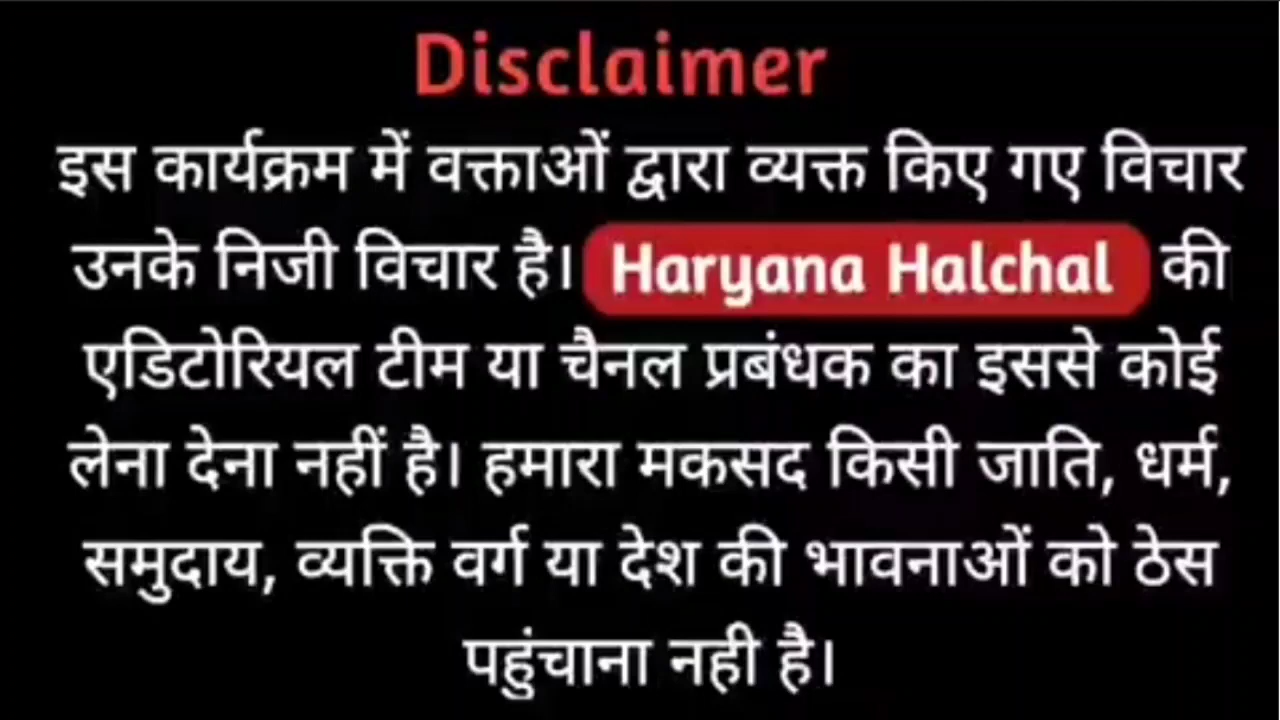 Disclaimer
इस कार्यक्रम में वक्ताओं द्वारा व्यक्त किए गए विचार
उनके निजी विचार है। Haryana Halchal की
एडिटोरियल टीम या चैनल प्रबंधक का इससे कोई
लेना देना नहीं है। हमारा मकसद किसी जाति, धर्म,
समुदाय, व्यक्ति वर्ग या देश की भावनाओं को ठेस
पहुंचाना नही है।